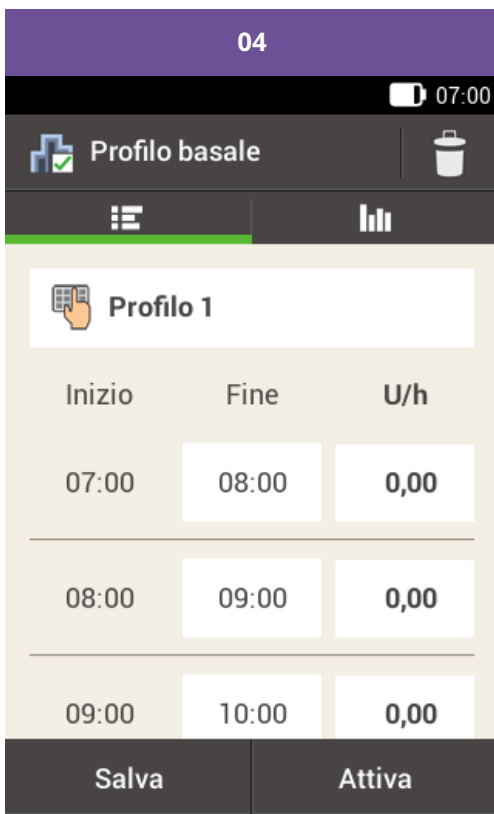 04
07:00
Profilo basale
Profilo 1
Inizio Fine U/h
07:00 08:00 0,00
08:00 09:00 0,00
09:00 10:00 0,00
Salva Attiva